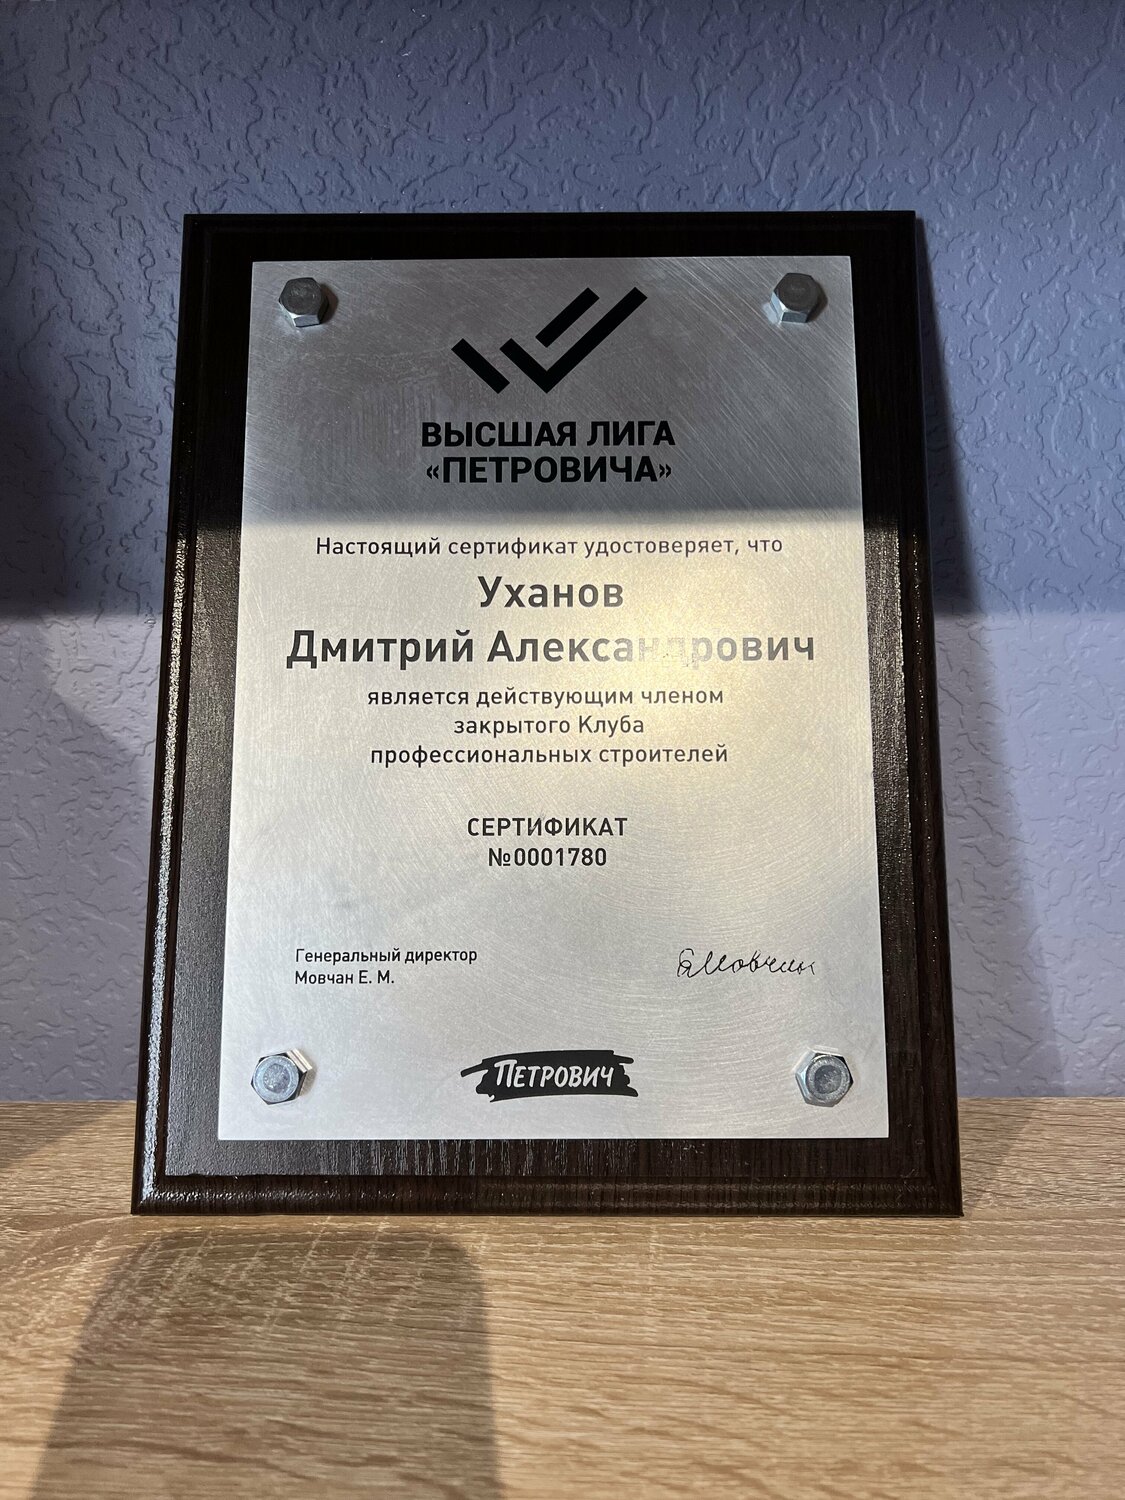 ВЫСШАЯ ЛИГА
«ПЕТРОВИЧА»
Настоящий сертификат удостоверяет, что
Уханов
Дмитрий Александрович
является действующим членом
закрытого Клуба
профессиональных строителей
СЕРТИФИКАТ
№0001780
Генеральный директор
Мовчан Е. М.
ЕМовчан
ПЕТРОВИЧ